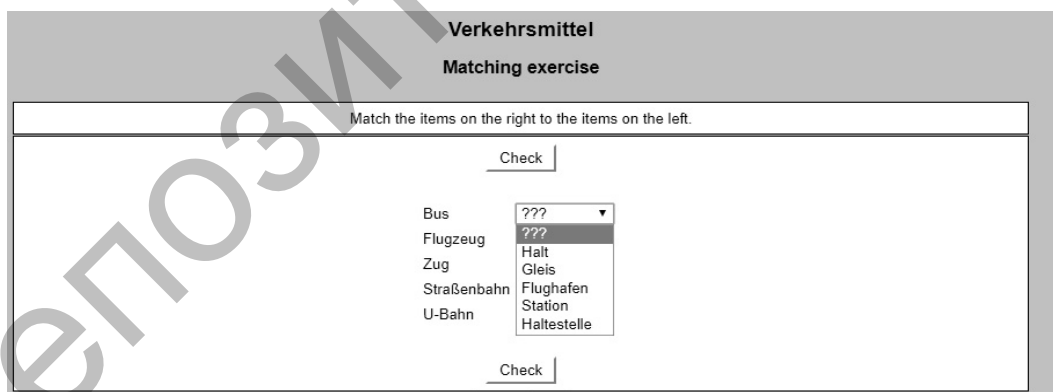 Verkehrsmittel
Matching exercise
Match the items on the right to the items on the left.
Check
Bus ???
Flugzeug ???
Zug Halt
Gleis
Straßenbahn Flughafen
Station
U-Bahn Haltestelle
Check
епозит